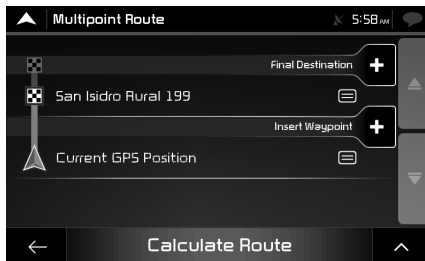 Multipoint Route 5:58 AM
Final Destination
San Isidro Rural 199
Insert Waypoint
Current GPS Position
Calculate Route